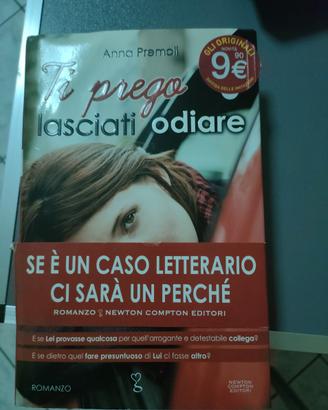 Anna Premoli
GLI ORIGINALI
NOVITÀ
9,90 €
Ti prego
lasciati odiare
SE È UN CASO LETTERARIO
CI SARÀ UN PERCHÉ
ROMANZO NEWTON COMPTON EDITORI
E se Lei provasse qualcosa per quell'arrogante e detestabile collega?
E se dietro quel fare presuntuoso di Lui ci fosse altro?
ROMANZO
NEWTON
COMPTON
EDITORI